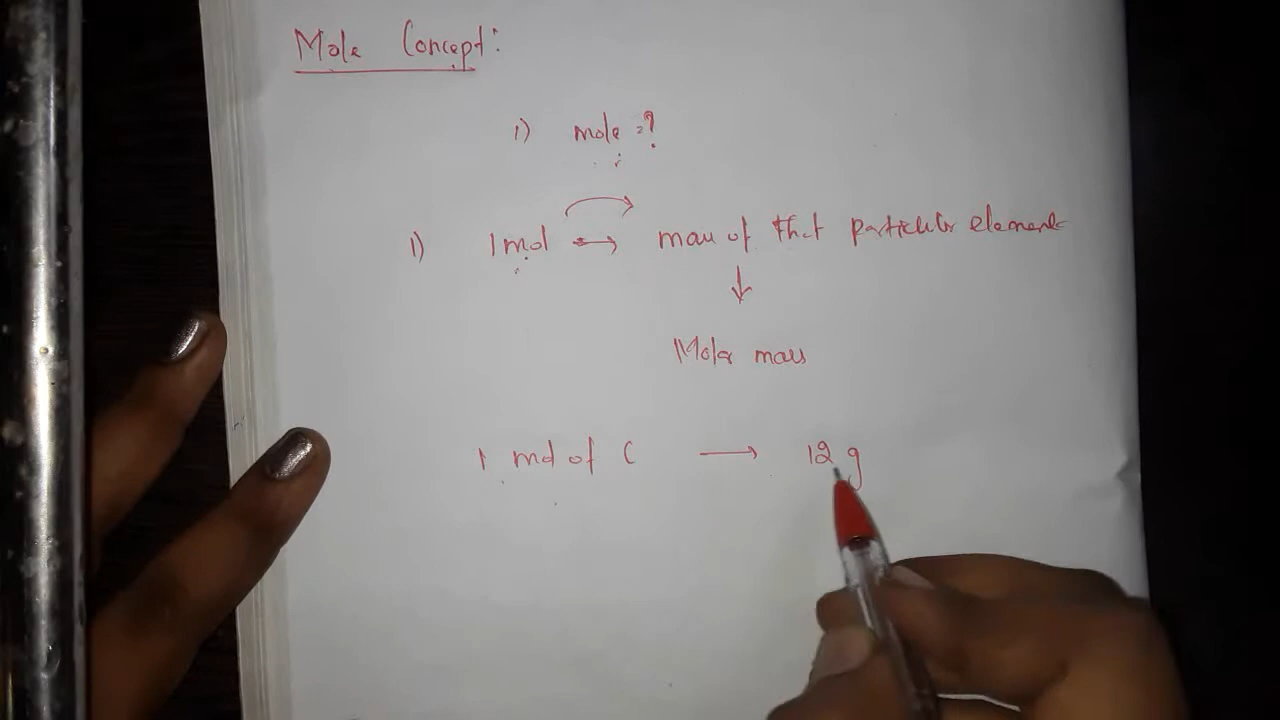 Mole Concept:
1) mole = ?
1) 1 mol ↔ mass of that particular element
↓
Molar mass
1 mol of C → 12 g